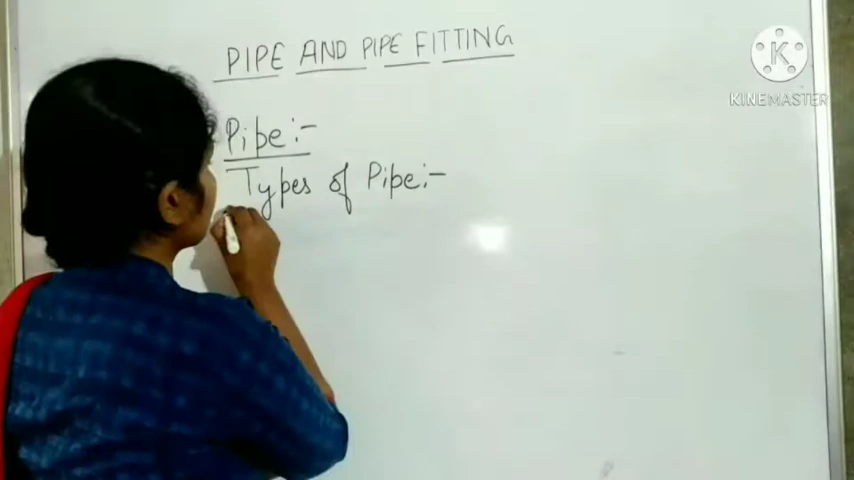 PIPE AND PIPE FITTING
KINEMASTER
Pipe:-
Types of Pipe:-